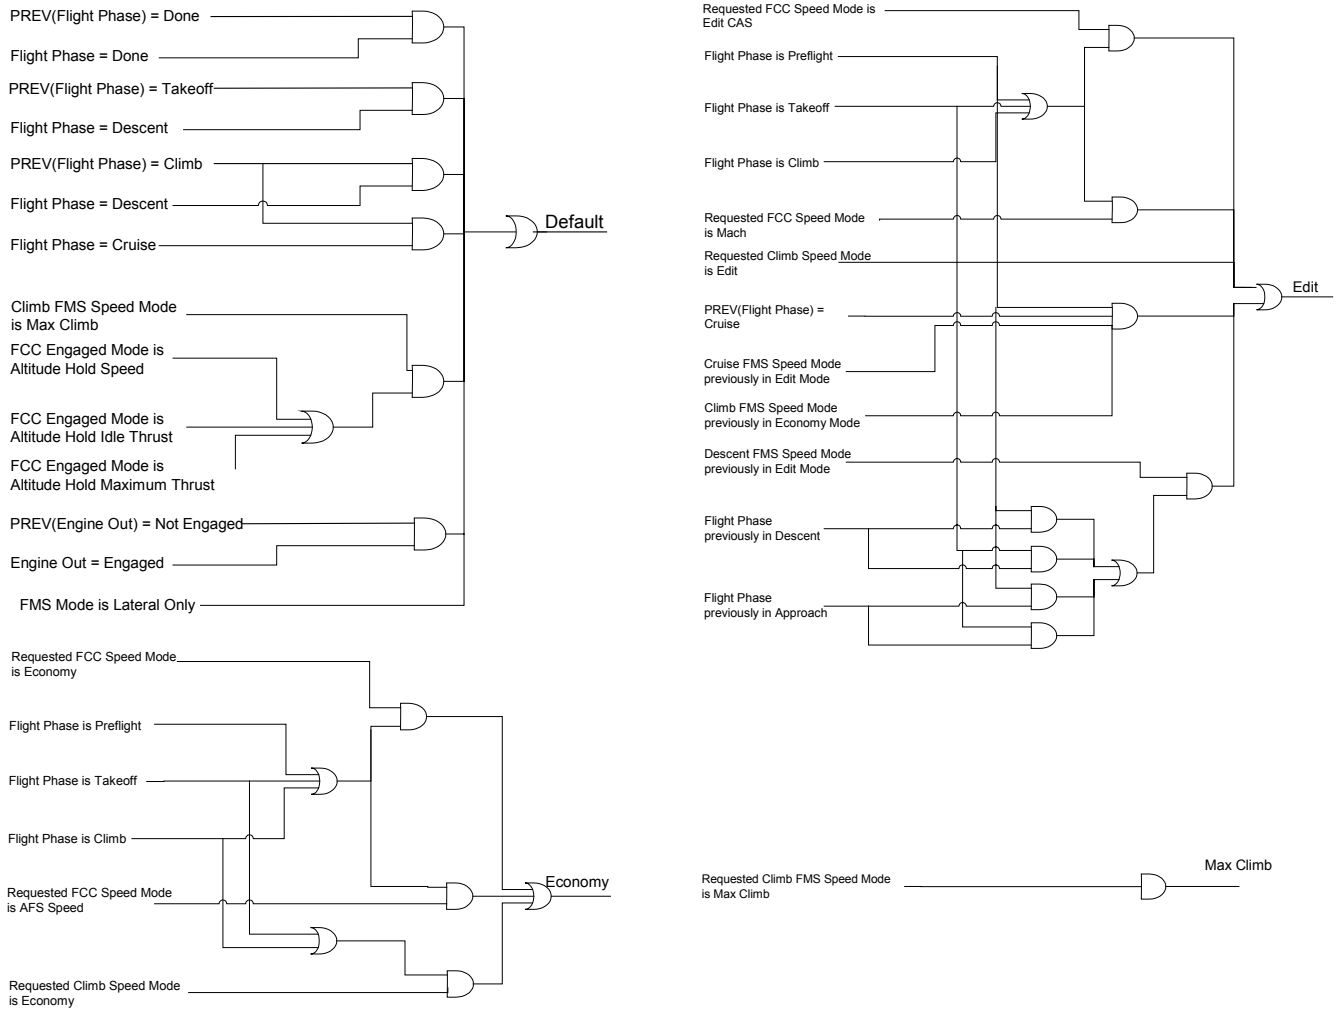 PREV(Flight Phase) = Done
Flight Phase = Done
PREV(Flight Phase) = Takeoff
Flight Phase = Descent
PREV(Flight Phase) = Climb
Flight Phase = Descent
Flight Phase = Cruise
Default
Climb FMS Speed Mode
is Max Climb
FCC Engaged Mode is
Altitude Hold Speed
FCC Engaged Mode is
Altitude Hold Idle Thrust
FCC Engaged Mode is
Altitude Hold Maximum Thrust
PREV(Engine Out) = Not Engaged
Engine Out = Engaged
FMS Mode is Lateral Only
Requested FCC Speed Mode
is Economy
Flight Phase is Preflight
Flight Phase is Takeoff
Flight Phase is Climb
Requested FCC Speed Mode
is AFS Speed
Economy
Requested Climb Speed Mode
is Economy
Requested FCC Speed Mode is
Edit CAS
Flight Phase is Preflight
Flight Phase is Takeoff
Flight Phase is Climb
Requested FCC Speed Mode
is Mach
Requested Climb Speed Mode
is Edit
Edit
PREV(Flight Phase) =
Cruise
Cruise FMS Speed Mode
previously in Edit Mode
Climb FMS Speed Mode
previously in Economy Mode
Descent FMS Speed Mode
previously in Edit Mode
Flight Phase
previously in Descent
Flight Phase
previously in Approach
Requested Climb FMS Speed Mode
is Max Climb
Max Climb